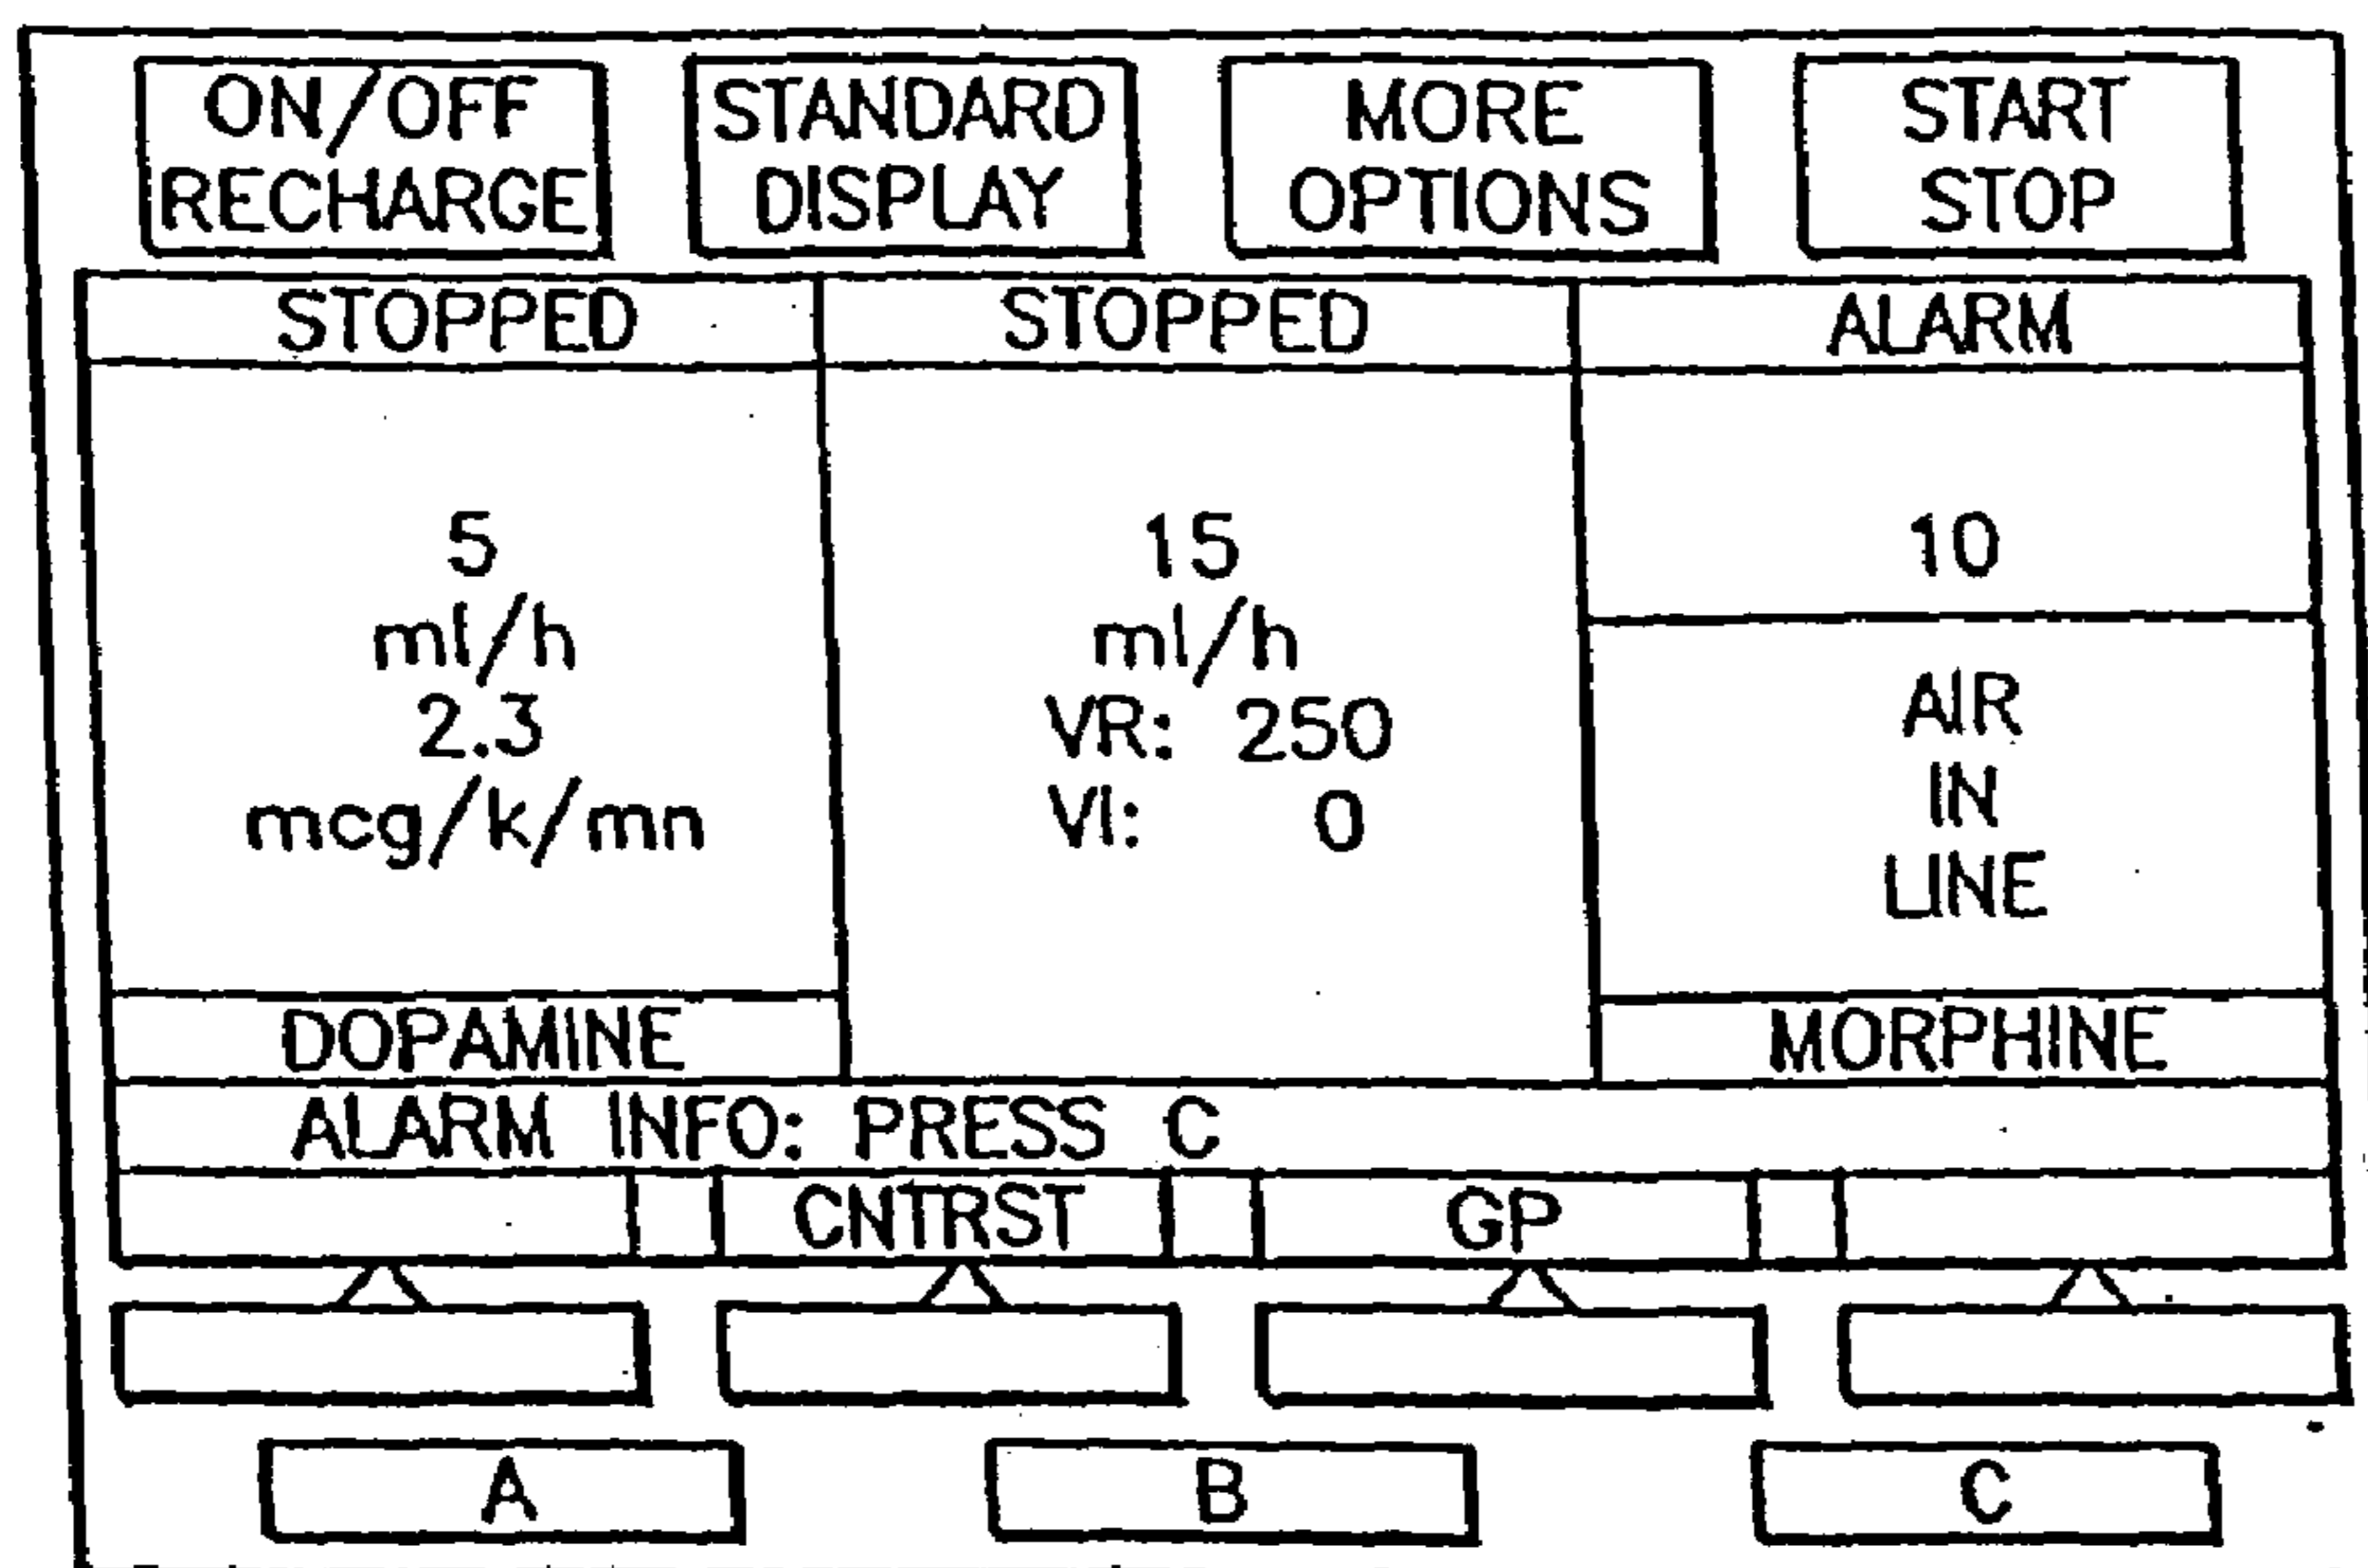 ON/OFF RECHARGE
STANDARD DISPLAY
MORE OPTIONS
START STOP
STOPPED
STOPPED
ALARM
5
ml/h
2.3
mcg/k/mn
DOPAMINE
15
ml/h
VR: 250
VI: 0
10
AIR
IN
LINE
MORPHINE
ALARM INFO: PRESS C
CNTRST
GP
A
B
C